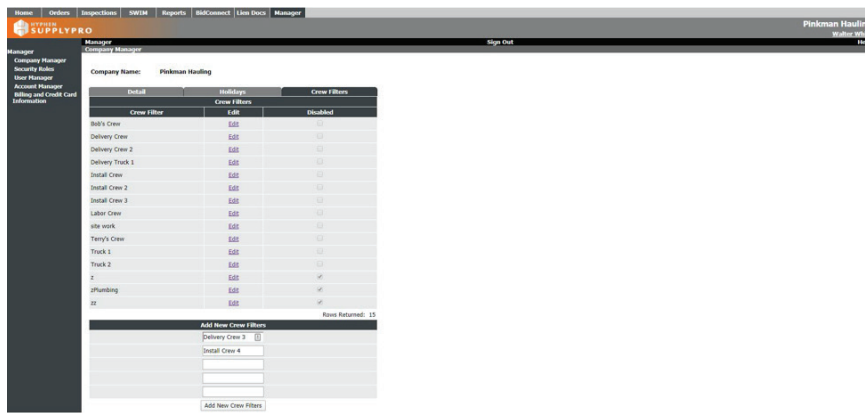 Home Orders Inspections SWIM Reports BidConnect Lien Docs Manager
HYPHEN
SUPPLYPRO
Pinkman Haulin
Walter Whi
Manager Sign Out He
Manager
Company Manager
Security Roles
User Manager
Account Manager
Billing and Credit Card
Information
Company Manager
Company Name: Pinkman Hauling
Detail Holidays Crew Filters
Crew Filters
Crew Filter Edit Disabled
Bob's Crew Edit
Delivery Crew Edit
Delivery Crew 2 Edit
Delivery Truck 1 Edit
Install Crew Edit
Install Crew 2 Edit
Install Crew 3 Edit
Labor Crew Edit
site work Edit
Terry's Crew Edit
Truck 1 Edit
Truck 2 Edit
z Edit
zPlumbing Edit
zz Edit
Rows Returned: 15
Add New Crew Filters
Delivery Crew 3
Install Crew 4
Add New Crew Filters